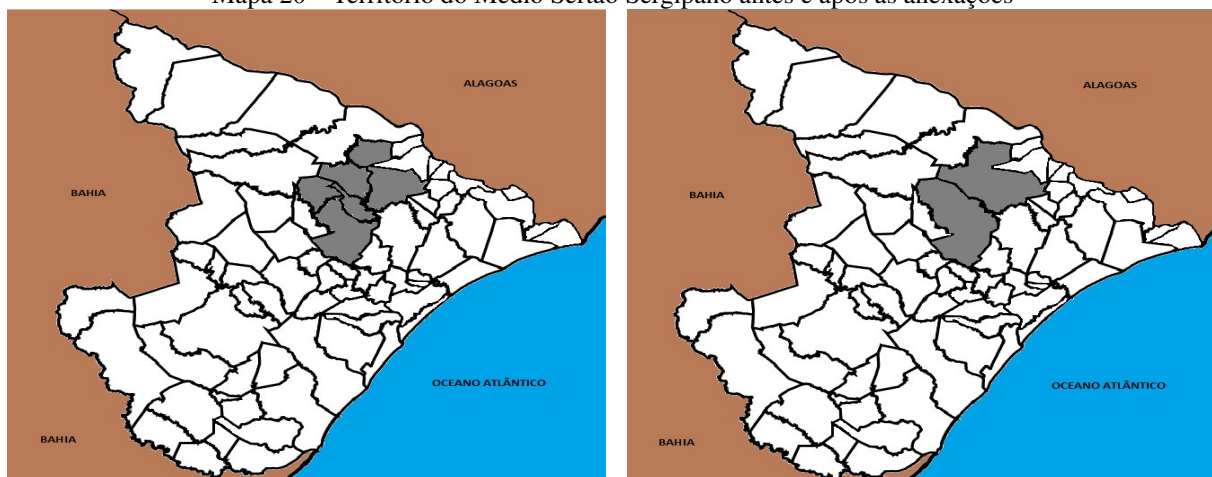 Mapa 20 – Território do Médio Sertão Sergipano antes e após as anexações
ALAGOAS
BAHIA
OCEANO ATLÂNTICO
BAHIA
ALAGOAS
BAHIA
OCEANO ATLÂNTICO
BAHIA